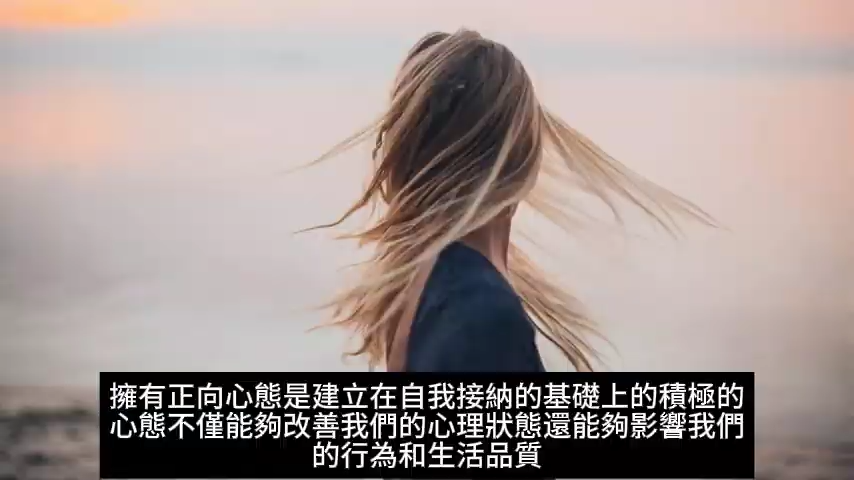 擁有正向心態是建立在自我接納的基礎上的積極的
心態不僅能夠改善我們的心理狀態還能夠影響我們
的行為和生活品質